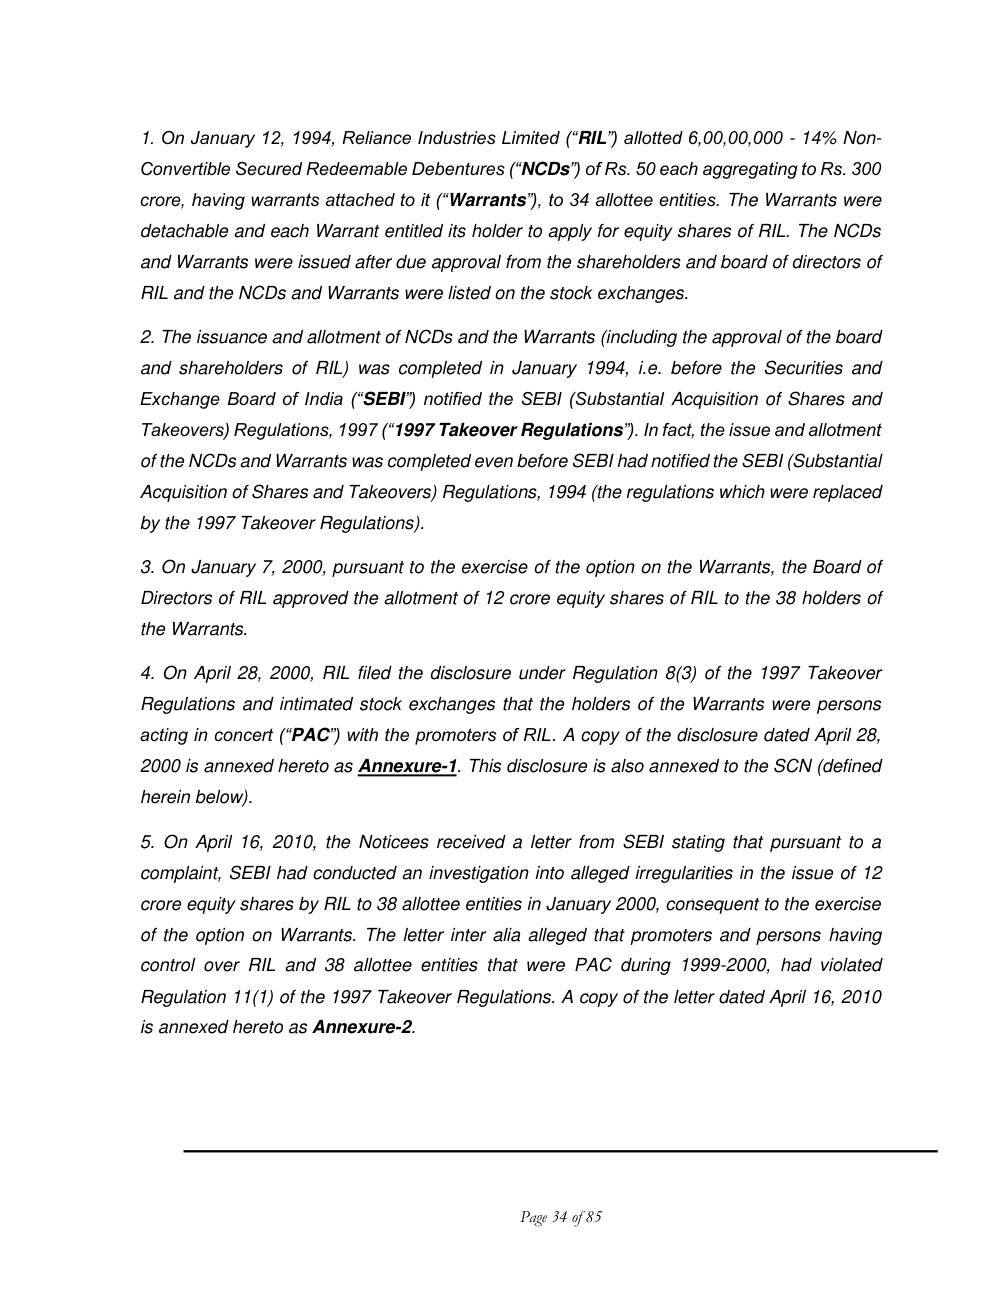 1. On January 12, 1994, Reliance Industries Limited (“RIL”) allotted 6,00,00,000 - 14% Non-
Convertible Secured Redeemable Debentures (“NCDs”) of Rs. 50 each aggregating to Rs. 300
crore, having warrants attached to it (“Warrants”), to 34 allottee entities. The Warrants were
detachable and each Warrant entitled its holder to apply for equity shares of RIL. The NCDs
and Warrants were issued after due approval from the shareholders and board of directors of
RIL and the NCDs and Warrants were listed on the stock exchanges.
2. The issuance and allotment of NCDs and the Warrants (including the approval of the board
and shareholders of RIL) was completed in January 1994, i.e. before the Securities and
Exchange Board of India (“SEBI”) notified the SEBI (Substantial Acquisition of Shares and
Takeovers) Regulations, 1997 (“1997 Takeover Regulations”). In fact, the issue and allotment
of the NCDs and Warrants was completed even before SEBI had notified the SEBI (Substantial
Acquisition of Shares and Takeovers) Regulations, 1994 (the regulations which were replaced
by the 1997 Takeover Regulations).
3. On January 7, 2000, pursuant to the exercise of the option on the Warrants, the Board of
Directors of RIL approved the allotment of 12 crore equity shares of RIL to the 38 holders of
the Warrants.
4. On April 28, 2000, RIL filed the disclosure under Regulation 8(3) of the 1997 Takeover
Regulations and intimated stock exchanges that the holders of the Warrants were persons
acting in concert (“PAC”) with the promoters of RIL. A copy of the disclosure dated April 28,
2000 is annexed hereto as Annexure-1. This disclosure is also annexed to the SCN (defined
herein below).
5. On April 16, 2010, the Noticees received a letter from SEBI stating that pursuant to a
complaint, SEBI had conducted an investigation into alleged irregularities in the issue of 12
crore equity shares by RIL to 38 allottee entities in January 2000, consequent to the exercise
of the option on Warrants. The letter inter alia alleged that promoters and persons having
control over RIL and 38 allottee entities that were PAC during 1999-2000, had violated
Regulation 11(1) of the 1997 Takeover Regulations. A copy of the letter dated April 16, 2010
is annexed hereto as Annexure-2.
Page 34 of 85